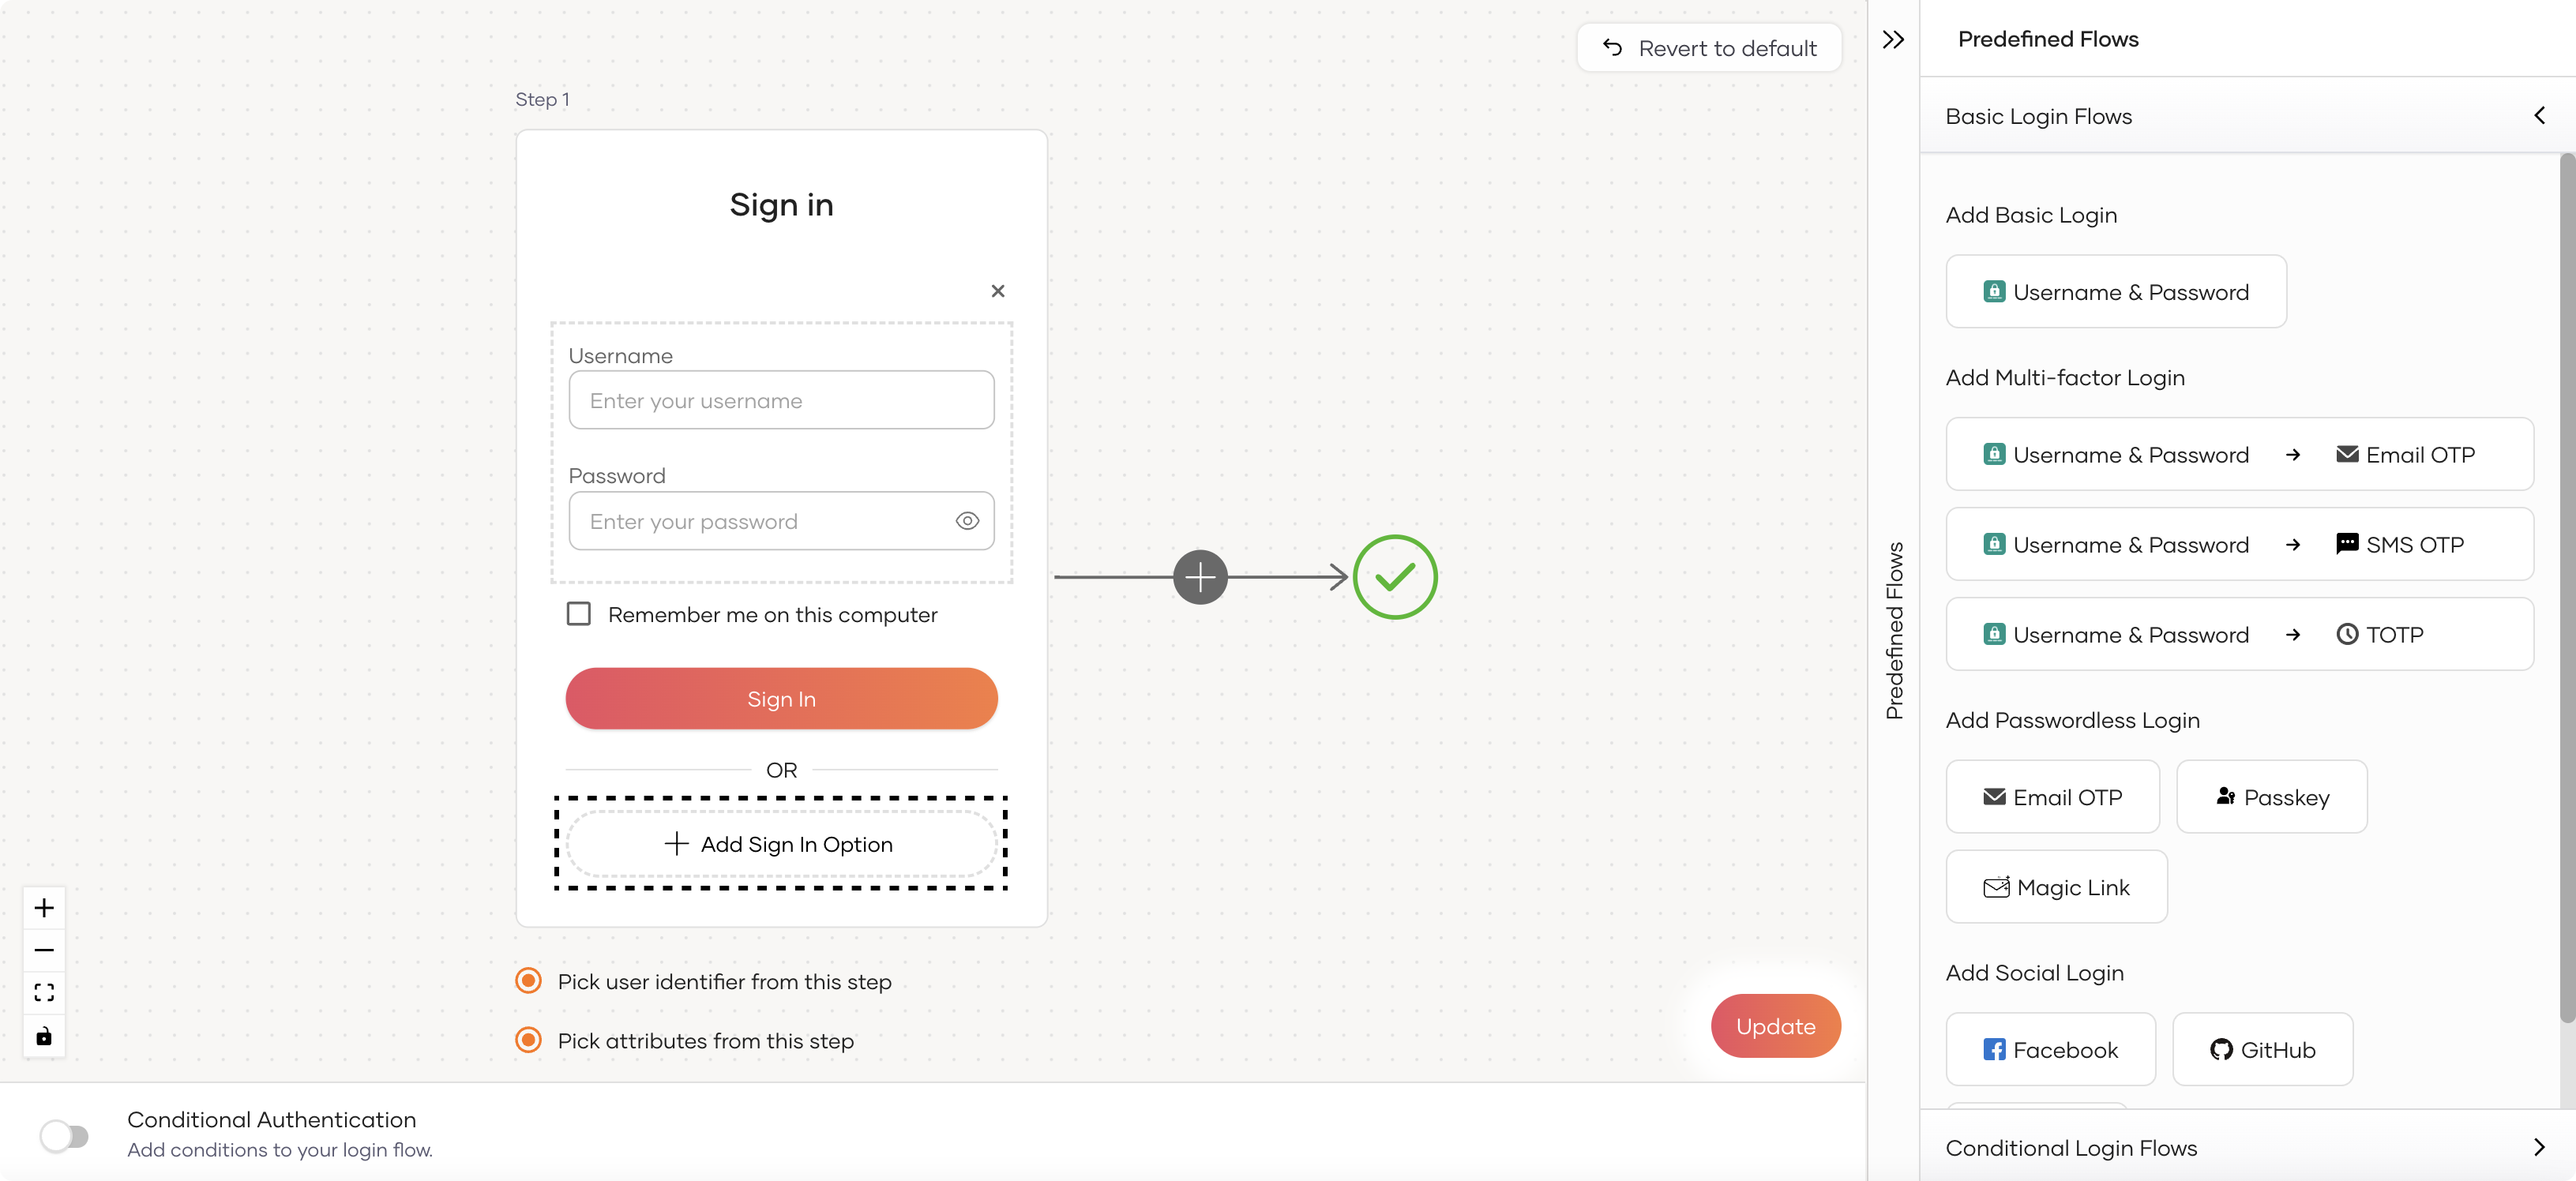 Revert to default
Step 1
Sign in
Username
Enter your username
Password
Enter your password
Remember me on this computer
Sign In
OR
Add Sign In Option
Pick user identifier from this step
Pick attributes from this step
Update
Conditional Authentication
Add conditions to your login flow.
Predefined Flows
Predefined Flows
Basic Login Flows
Add Basic Login
Username & Password
Add Multi-factor Login
Username & Password → Email OTP
Username & Password → SMS OTP
Username & Password → TOTP
Add Passwordless Login
Email OTP Passkey
Magic Link
Add Social Login
Facebook GitHub
Conditional Login Flows